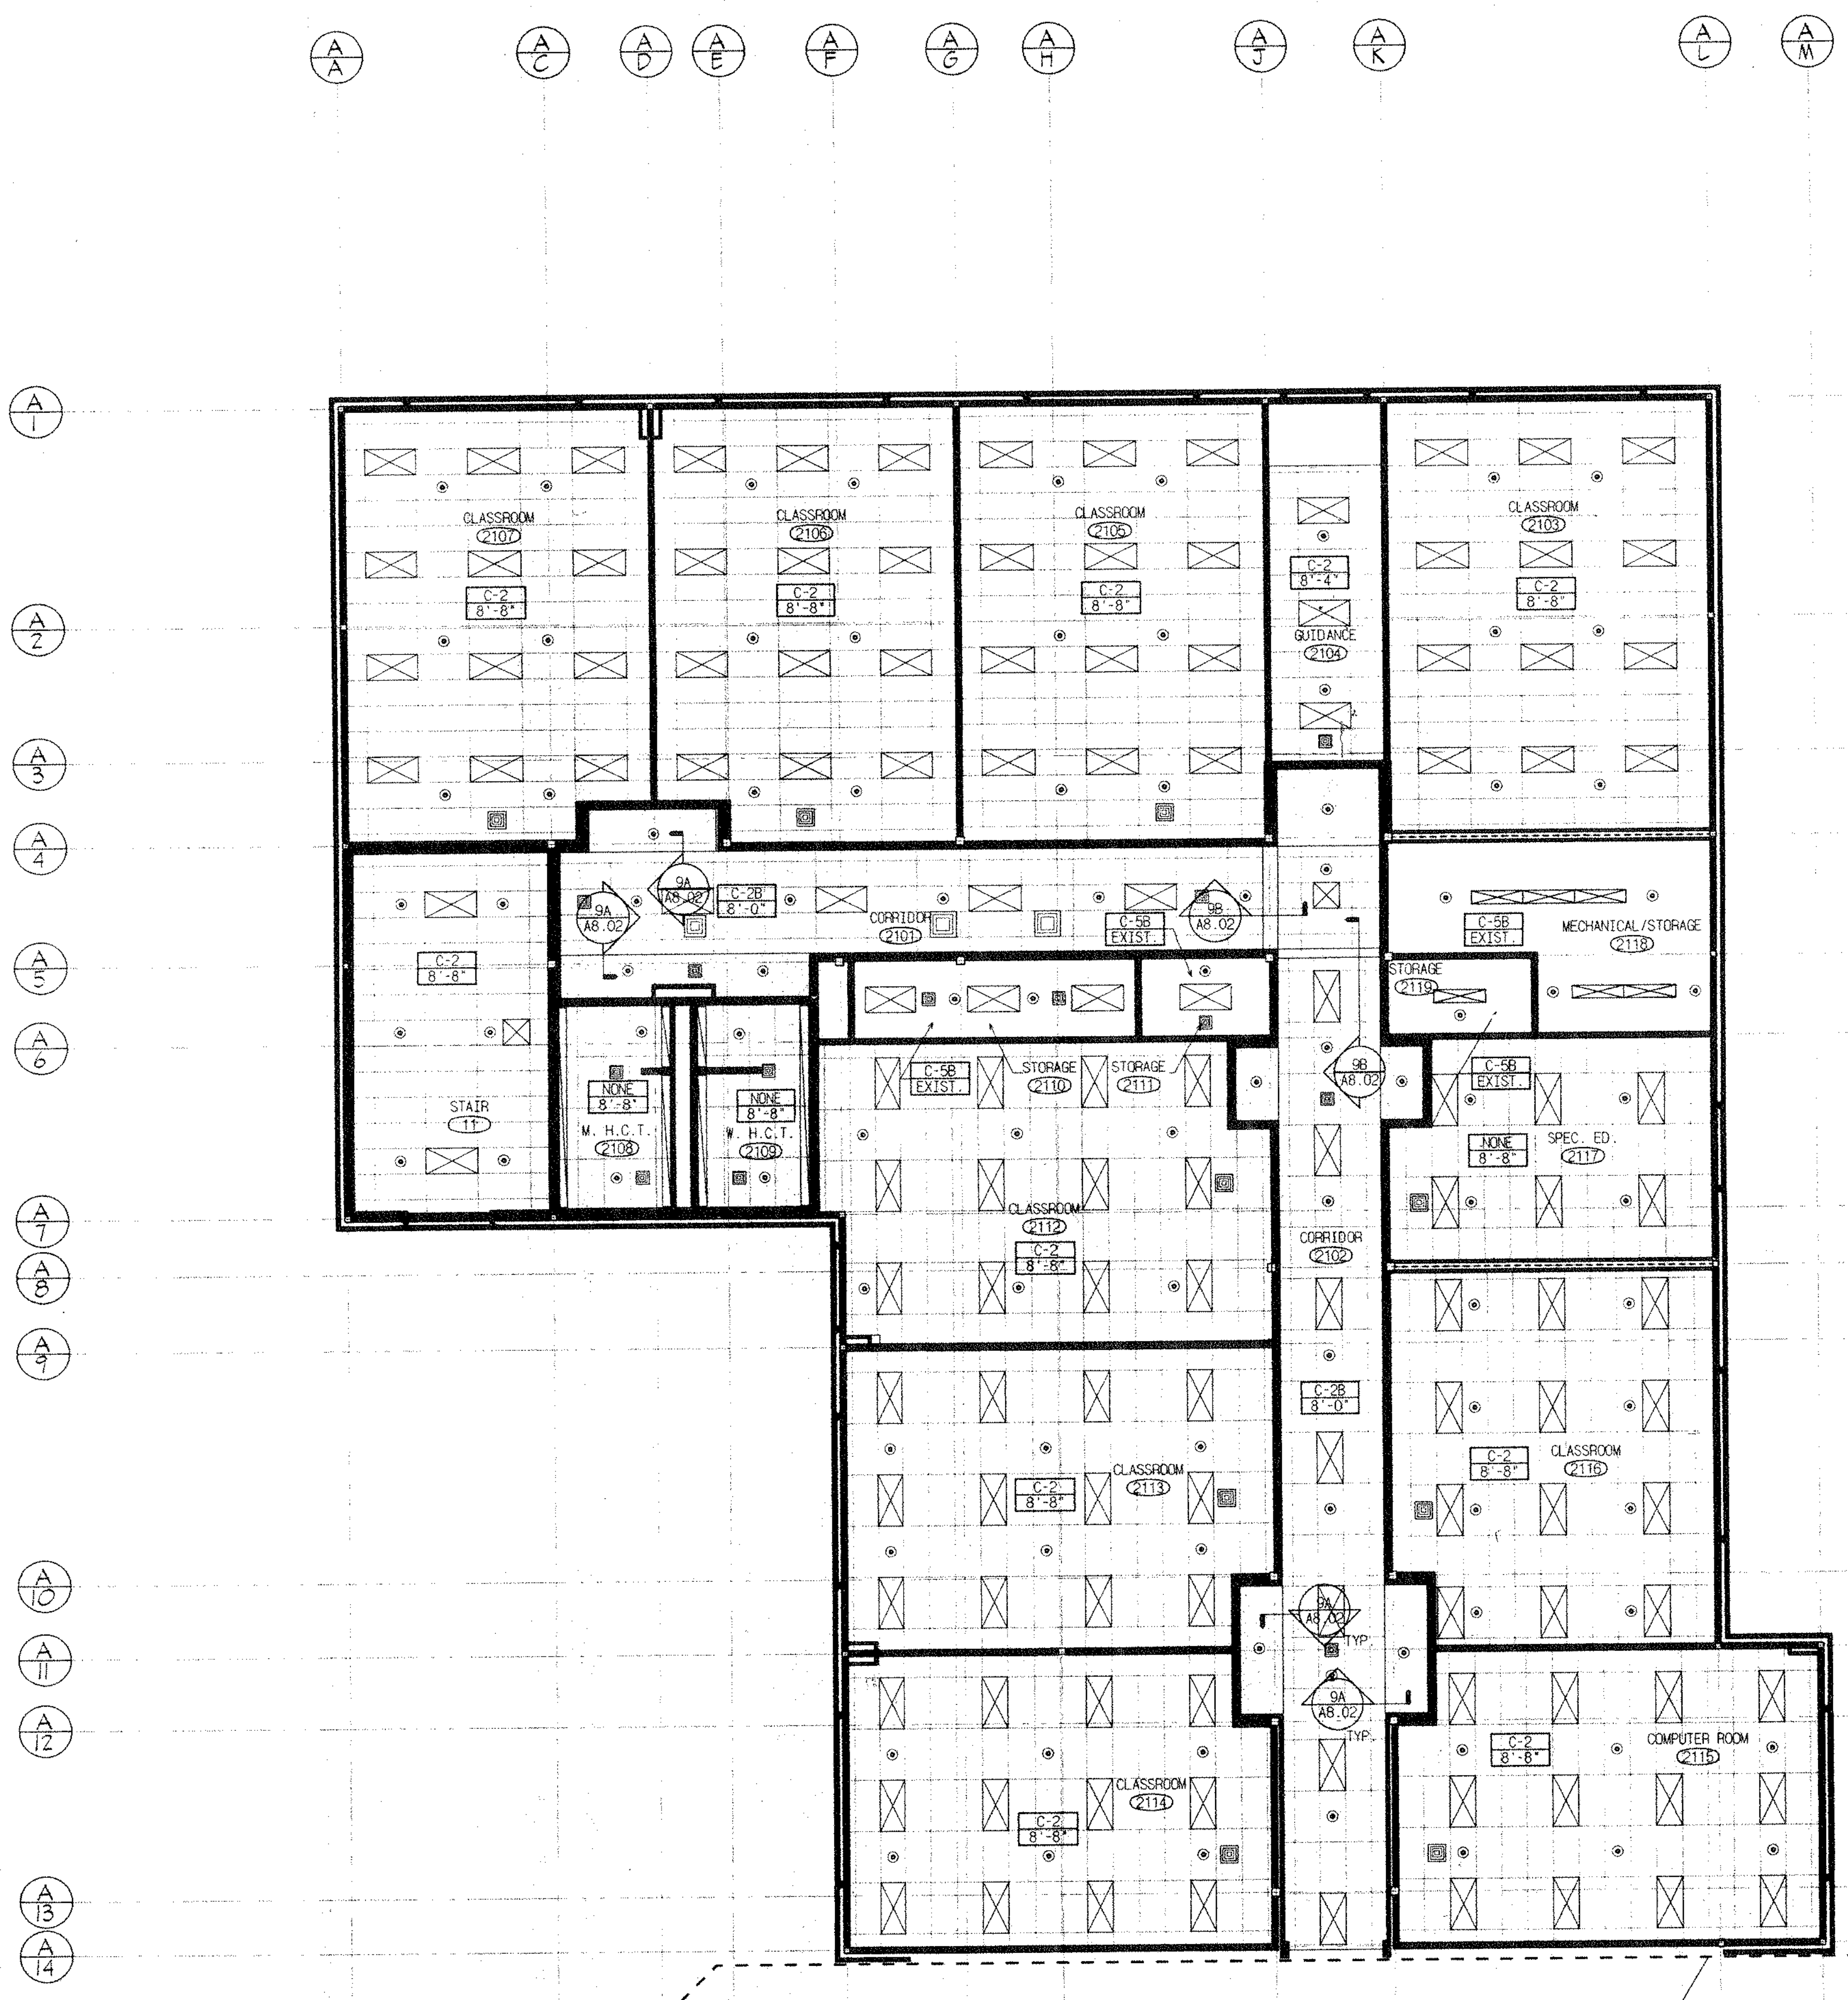 A A
A C
A D
A E
A F
A G
A H
A J
A K
A L
A M
A 1
A 2
A 3
A 4
A 5
A 6
A 7
A 8
A 9
A 10
A 11
A 12
A 13
A 14
CLASSROOM
2107
C-2
8'-8"
CLASSROOM
2106
C-2
8'-8"
CLASSROOM
2105
C-2
8'-8"
C-2
8'-4"
GUIDANCE
2104
CLASSROOM
2103
C-2
8'-8"
9A
A8.02
9A
A8.02
C-2B
8'-0"
CORRIDOR
2101
C-5B
EXIST.
9B
A8.02
C-5B
EXIST.
MECHANICAL/STORAGE
2118
STORAGE
2119
C-2
8'-8"
STAIR
11
NONE
8'-8"
M. H.C.T.
2108
NONE
8'-8"
W. H.C.T.
2109
C-5B
EXIST.
STORAGE
2110
STORAGE
2111
9B
A8.02
C-5B
EXIST.
NONE
8'-8"
SPEC. ED.
2117
CLASSROOM
2112
C-2
8'-8"
CORRIDOR
2102
C-2B
8'-0"
CLASSROOM
2113
C-2
8'-8"
CLASSROOM
2116
C-2
8'-8"
9A
A8.02
TYP.
9A
A8.02
TYP.
CLASSROOM
2114
C-2
8'-8"
C-2
8'-8"
COMPUTER ROOM
2115